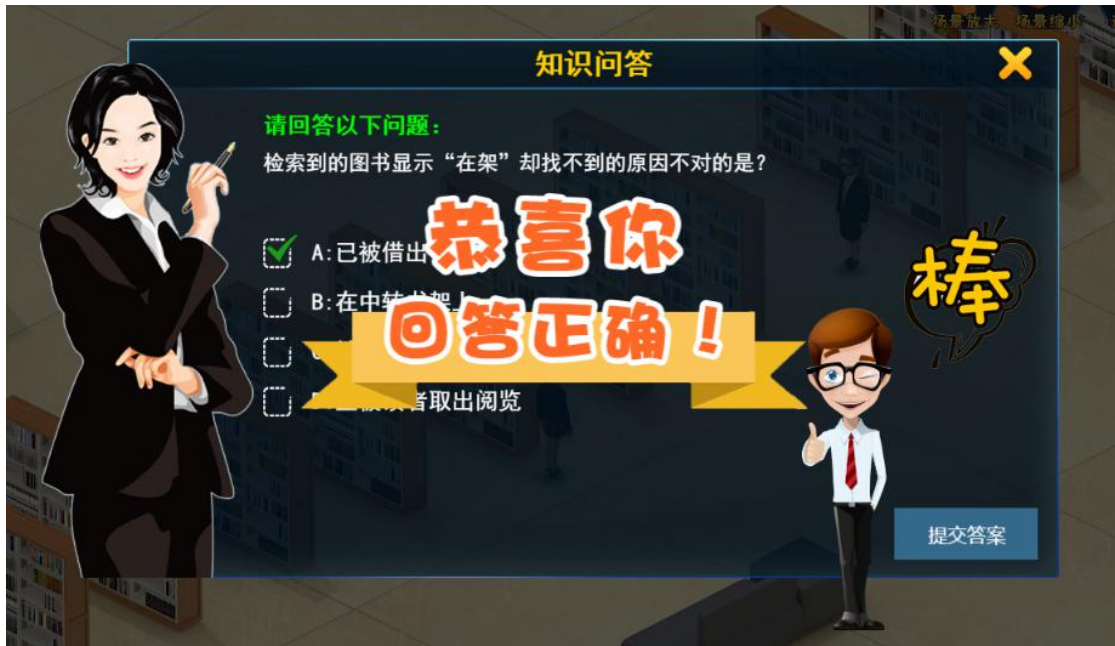 场景放大 场景缩小
知识问答
请回答以下问题：
检索到的图书显示“在架”却找不到的原因不对的是?
A:已被借出
恭喜你
棒
B:在中转书架上
回答正确！
取出阅览
提交答案